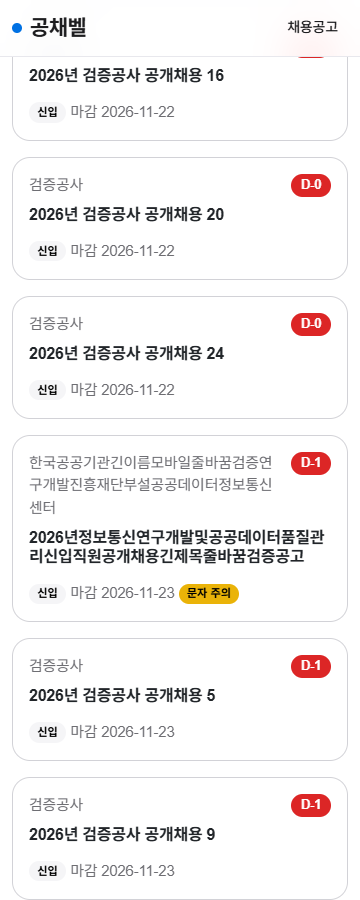 공채벨
채용공고
2026년 검증공사 공개채용 16
신입 마감 2026-11-22
검증공사
D-0
2026년 검증공사 공개채용 20
신입 마감 2026-11-22
검증공사
D-0
2026년 검증공사 공개채용 24
신입 마감 2026-11-22
한국공공기관긴이름모바일줄바꿈검증연
D-1
구개발진흥재단부설공공데이터정보통신
센터
2026년정보통신연구개발및공공데이터품질관
리신입직원공개채용긴제목줄바꿈검증공고
신입 마감 2026-11-23 문자 주의
검증공사
D-1
2026년 검증공사 공개채용 5
신입 마감 2026-11-23
검증공사
D-1
2026년 검증공사 공개채용 9
신입 마감 2026-11-23